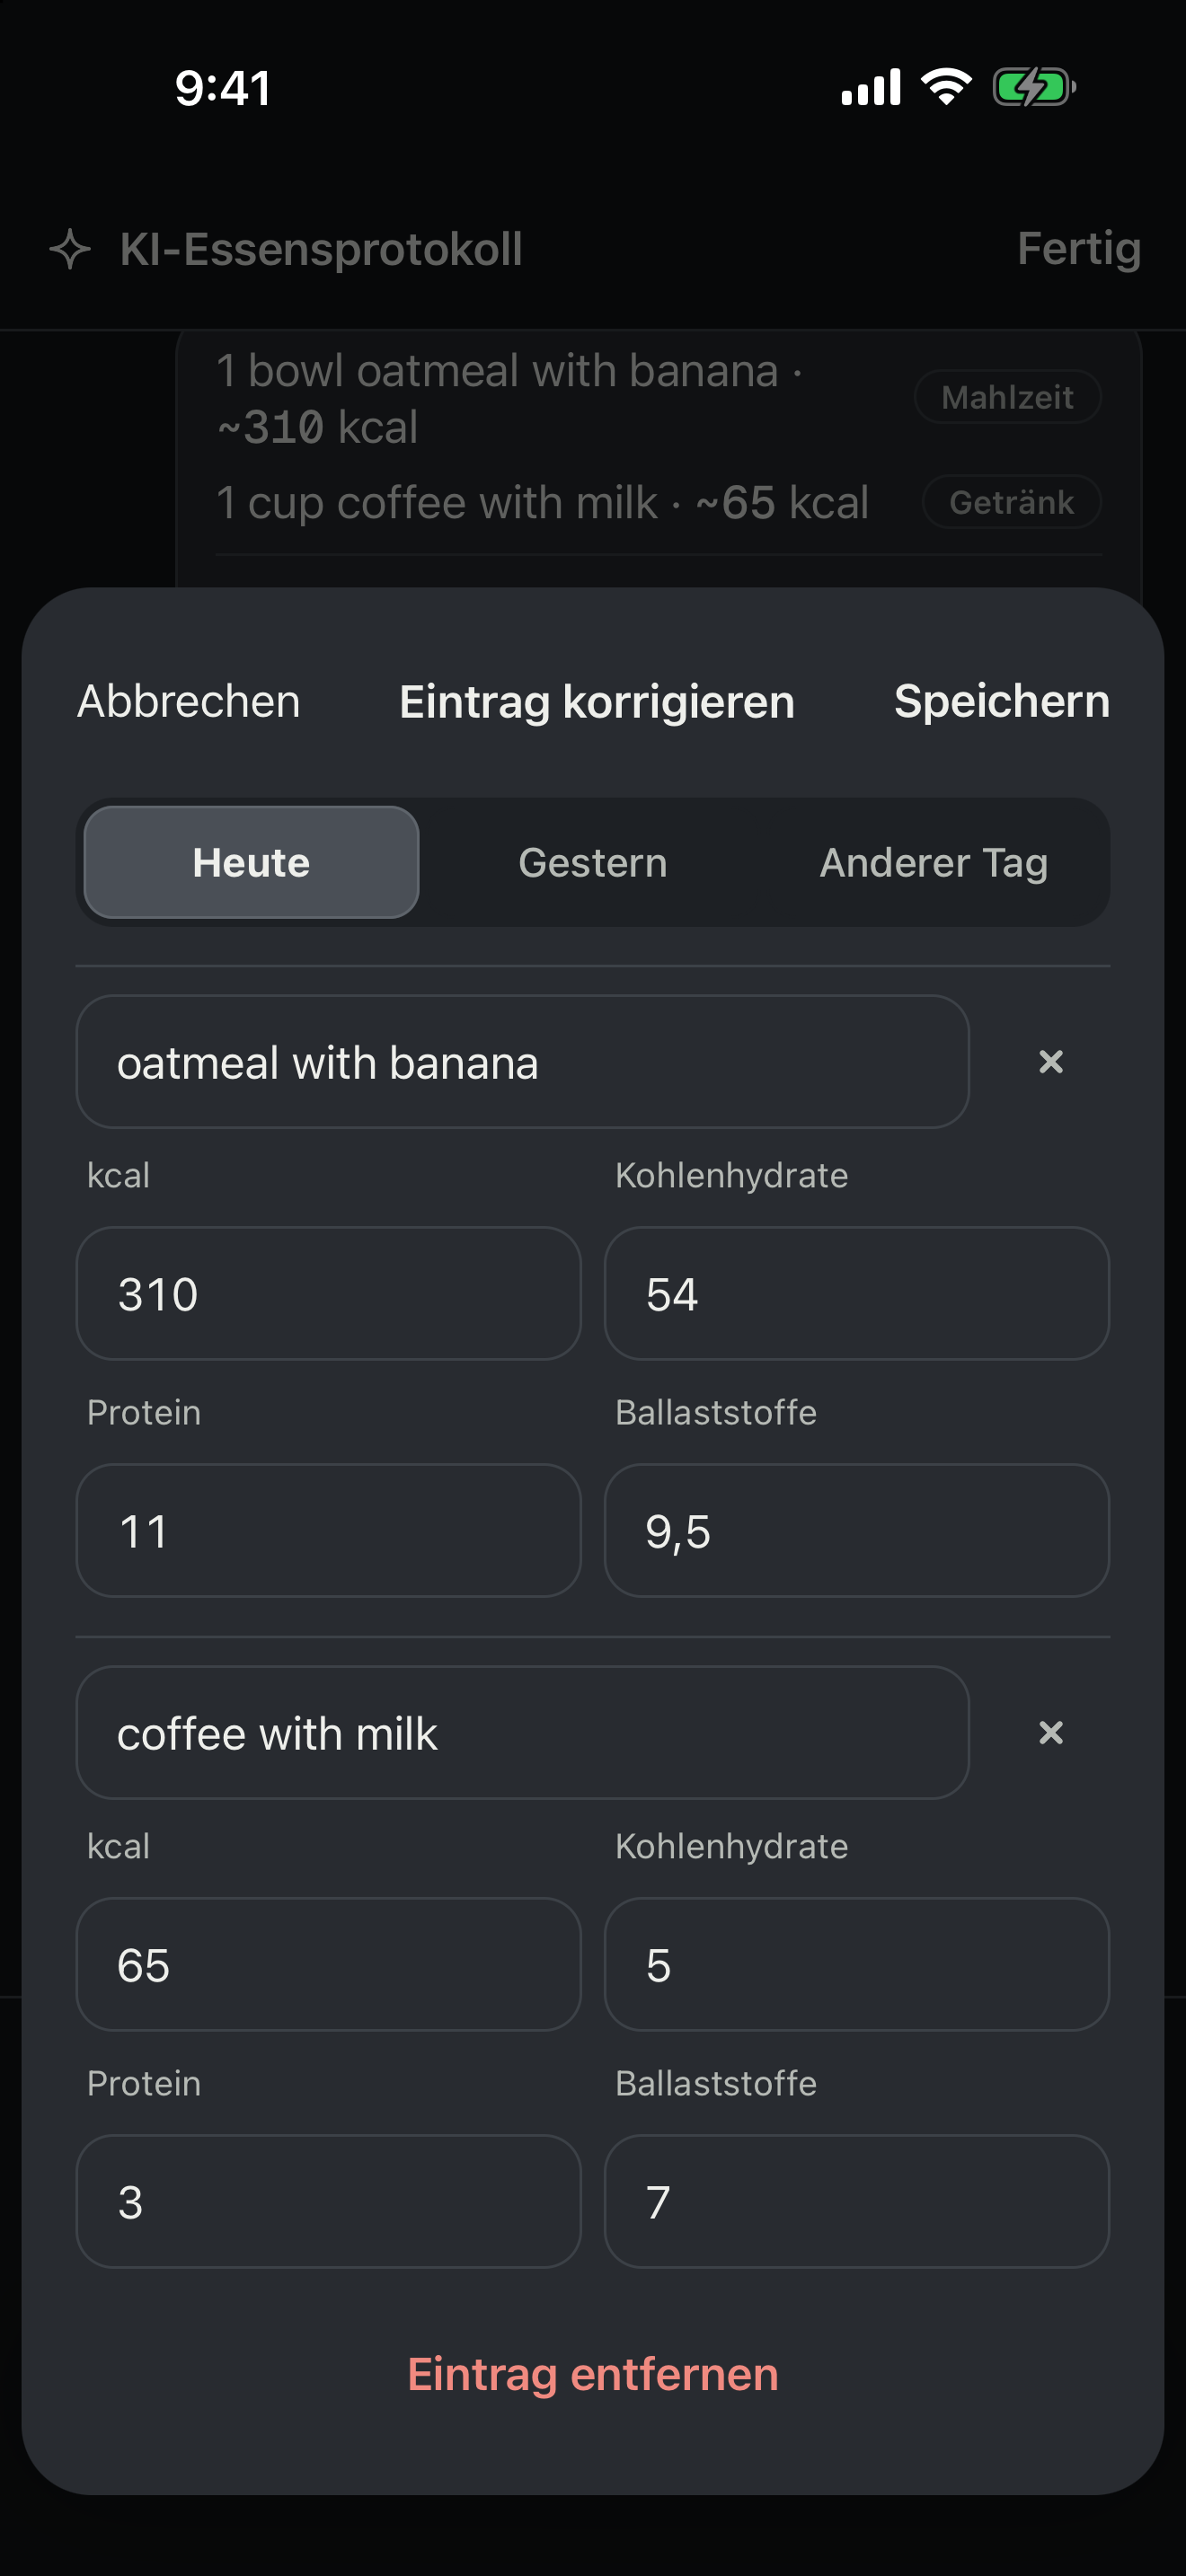 9:41
KI-Essensprotokoll
Fertig
1 bowl oatmeal with banana ·
~310 kcal
Mahlzeit
1 cup coffee with milk · ~65 kcal
Getränk
Abbrechen
Eintrag korrigieren
Speichern
Heute
Gestern
Anderer Tag
oatmeal with banana
kcal
Kohlenhydrate
310
54
Protein
Ballaststoffe
11
9,5
coffee with milk
kcal
Kohlenhydrate
65
5
Protein
Ballaststoffe
3
7
Eintrag entfernen